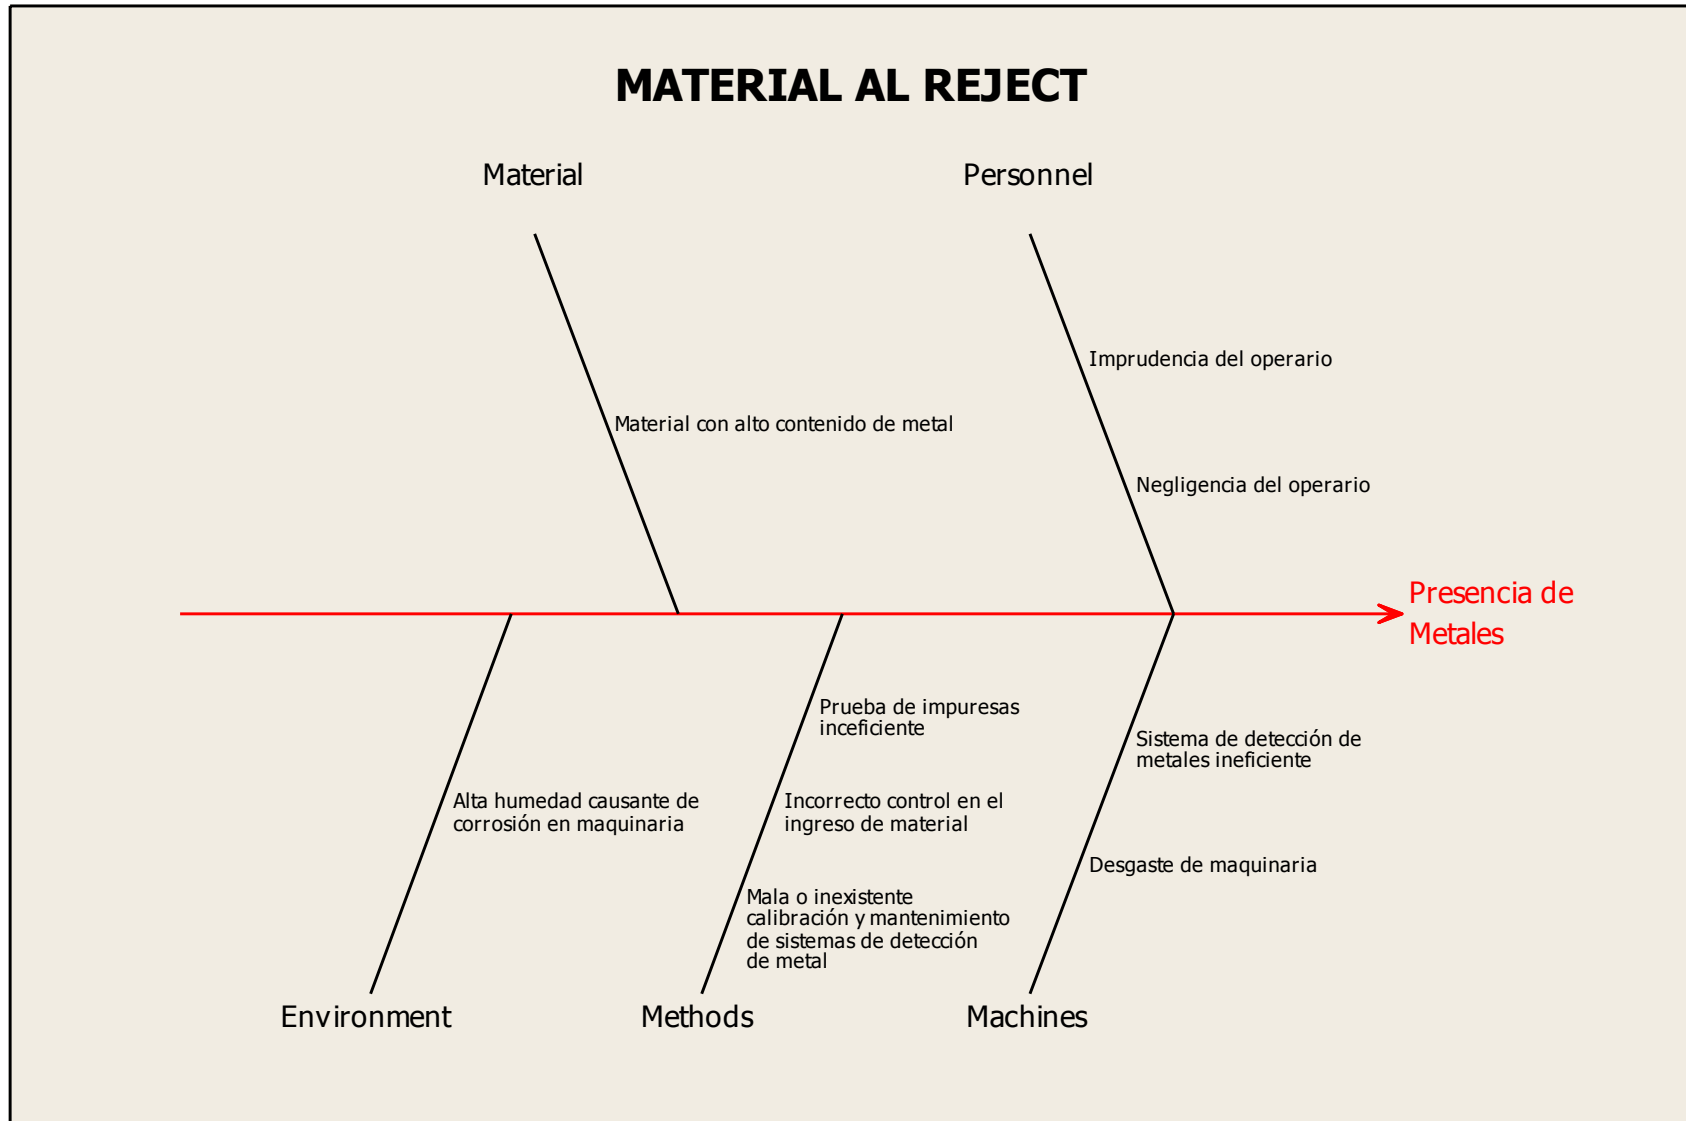 MATERIAL AL REJECT
Material
Personnel
Imprudencia del operario
Material con alto contenido de metal
Negligencia del operario
Presencia de
Metales
Prueba de impuresas
inceficiente
Sistema de detección de
metales ineficiente
Alta humedad causante de
corrosión en maquinaria
Incorrecto control en el
ingreso de material
Desgaste de maquinaria
Mala o inexistente
calibración y mantenimiento
de sistemas de detección
de metal
Environment
Methods
Machines